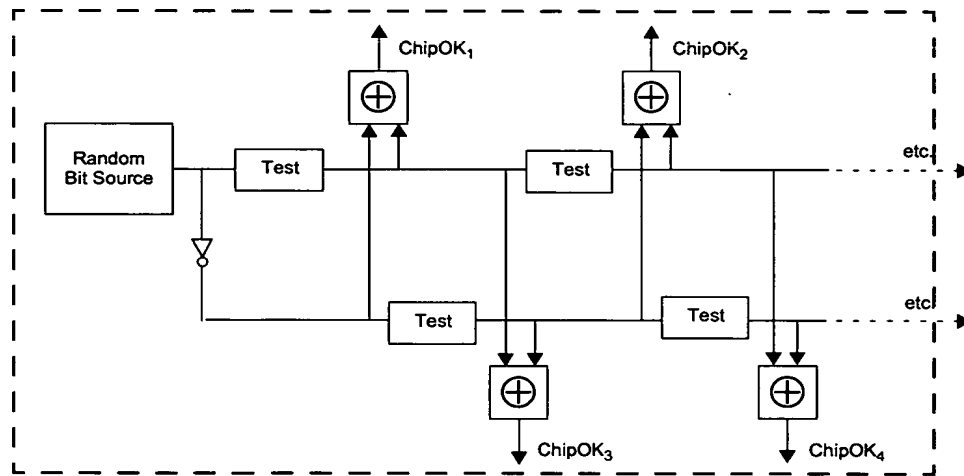 ChipOK1
ChipOK2
Random
Bit Source
Test
Test
etc.
Test
Test
etc
ChipOK3
ChipOK4